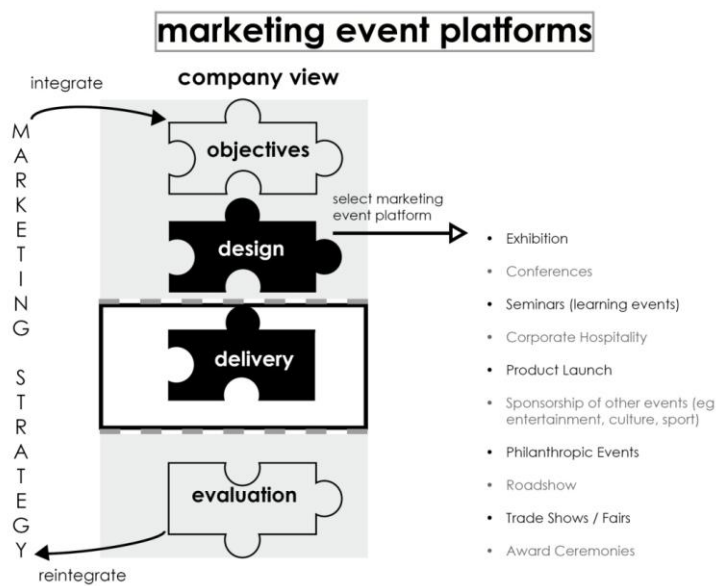 marketing event platforms
company view
integrate
MARKETING STRATEGY
objectives
select marketing
event platform
design
delivery
evaluation
reintegrate
• Exhibition
• Conferences
• Seminars (learning events)
• Corporate Hospitality
• Product Launch
• Sponsorship of other events (eg
entertainment, culture, sport)
• Philanthropic Events
• Roadshow
• Trade Shows / Fairs
• Award Ceremonies